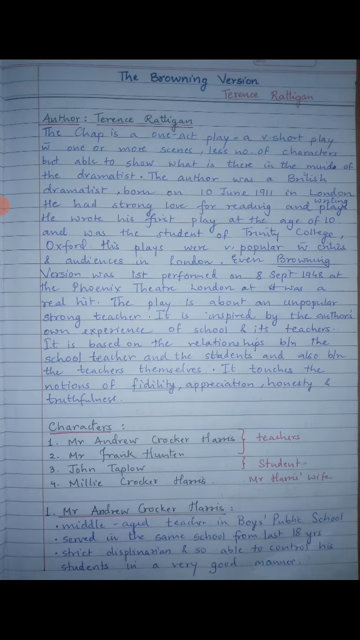 The Browning Version
Terence Rattigan
Author: Terence Rattigan
The Chap is a one-act play - a v short play
w̄ one or more scenes, less no. of characters
but able to show what is there in the minds of
the dramatist. The author was a British
dramatist, born on 10 June 1911 in London.
He had strong love for reading and writing plays.
He wrote his first play at the age of 10
and was the student of Trinity College,
Oxford. His plays were v. popular w̄ critics
& audiences in London. Even Browning
Version was 1st performed on 8 Sept 1948 at
the Phoenix Theatre London at it was a
real hit. The play is about an unpopular
strong teacher. It is inspired by the authors
own experience of school & its teachers.
It is based on the relationships b/n the
school teacher and the students and also b/n
the teachers themselves. It touches the
notions of fidility, appreciation, honesty &
truthfulness.
Characters:
1. Mr Andrew Crocker Harris } teachers
2. Mr Frank Hunter
3. John Taplow } Student
4. Millie Crocker Harris. Mr Harris' wife
1. Mr Andrew Crocker Harris:
• middle-aged teacher in Boys' Public School
• served in the same school from last 18 yrs
• strict displinarian & so able to control his
students in a very good manner.